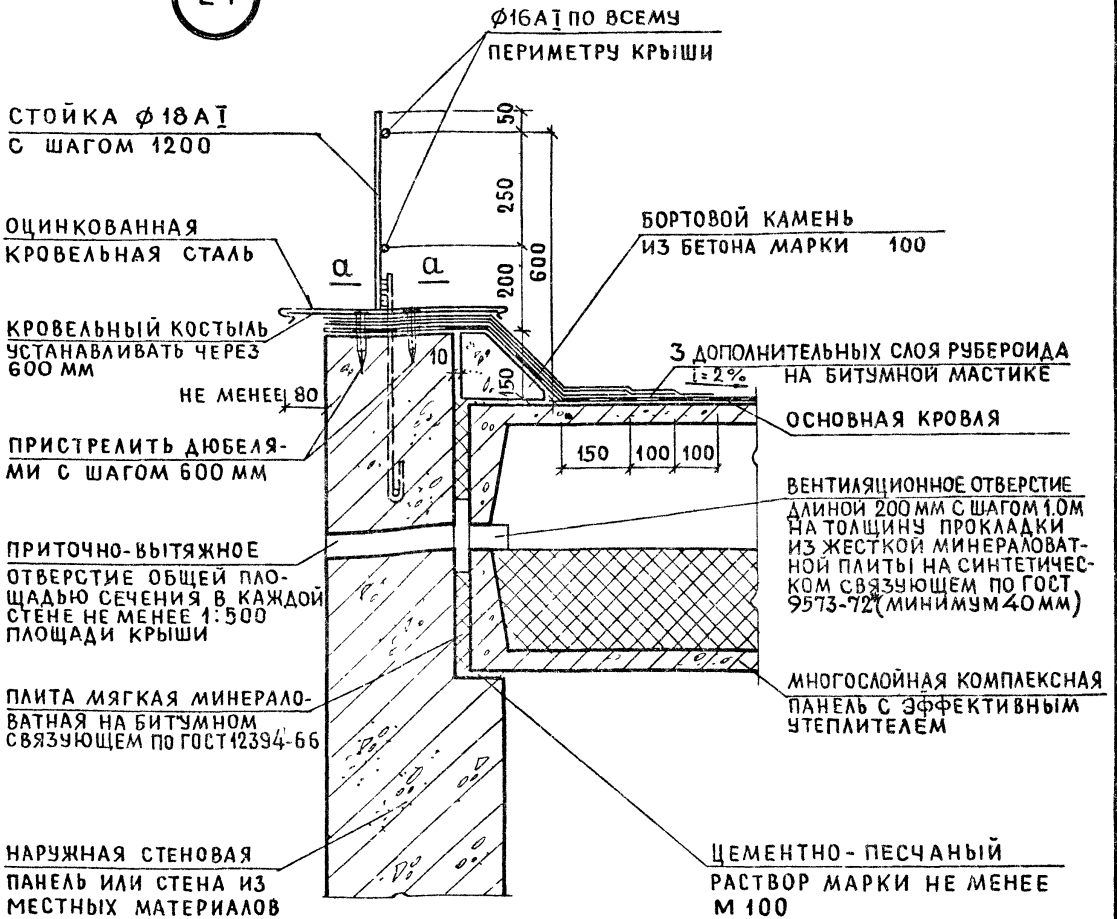 24
Ø16АI ПО ВСЕМУ
ПЕРИМЕТРУ КРЫШИ
СТОЙКА Ø 18АI
С ШАГОМ 1200
50
250
200
600
ОЦИНКОВАННАЯ
КРОВЕЛЬНАЯ СТАЛЬ
а а
БОРТОВОЙ КАМЕНЬ
ИЗ БЕТОНА МАРКИ 100
КРОВЕЛЬНЫЙ КОСТЫЛЬ
УСТАНАВЛИВАТЬ ЧЕРЕЗ
600 ММ
10
150
3 ДОПОЛНИТЕЛЬНЫХ СЛОЯ РУБЕРОИДА
i=2% НА БИТУМНОЙ МАСТИКЕ
НЕ МЕНЕЕ 80
ОСНОВНАЯ КРОВЛЯ
ПРИСТРЕЛИТЬ ДЮБЕЛЯ-
МИ С ШАГОМ 600 ММ
150 100 100
ВЕНТИЛЯЦИОННОЕ ОТВЕРСТИЕ
ДЛИНОЙ 200 ММ С ШАГОМ 1.0М
НА ТОЛЩИНУ ПРОКЛАДКИ
ИЗ ЖЕСТКОЙ МИНЕРАЛОВАТ-
НОЙ ПЛИТЫ НА СИНТЕТИЧЕС-
КОМ СВЯЗУЮЩЕМ ПО ГОСТ
9573-72* (МИНИМУМ 40ММ)
ПРИТОЧНО-ВЫТЯЖНОЕ
ОТВЕРСТИЕ ОБЩЕЙ ПЛО-
ЩАДЬЮ СЕЧЕНИЯ В КАЖДОЙ
СТЕНЕ НЕ МЕНЕЕ 1:500
ПЛОЩАДИ КРЫШИ
ПЛИТА МЯГКАЯ МИНЕРАЛО-
ВАТНАЯ НА БИТУМНОМ
СВЯЗУЮЩЕМ ПО ГОСТ 12394-66
МНОГОСЛОЙНАЯ КОМПЛЕКСНАЯ
ПАНЕЛЬ С ЭФФЕКТИВНЫМ
УТЕПЛИТЕЛЕМ
НАРУЖНАЯ СТЕНОВАЯ
ПАНЕЛЬ ИЛИ СТЕНА ИЗ
МЕСТНЫХ МАТЕРИАЛОВ
ЦЕМЕНТНО-ПЕСЧАНЫЙ
РАСТВОР МАРКИ НЕ МЕНЕЕ
М 100